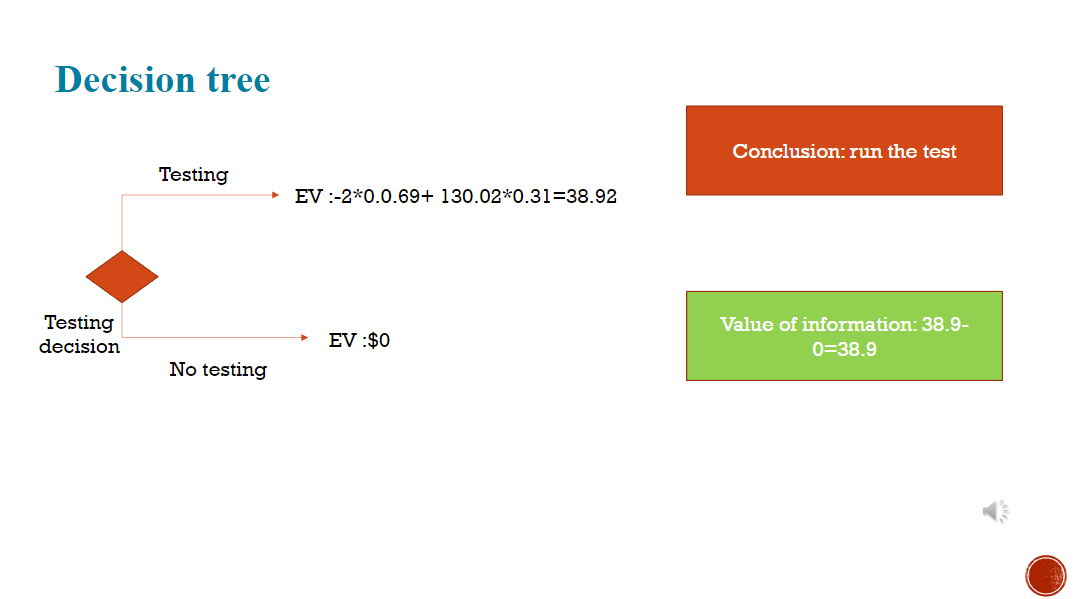 Decision tree
Conclusion: run the test
Testing
EV :-2*0.0.69+ 130.02*0.31=38.92
Testing
decision
EV :$0
No testing
Value of information: 38.9-
0=38.9